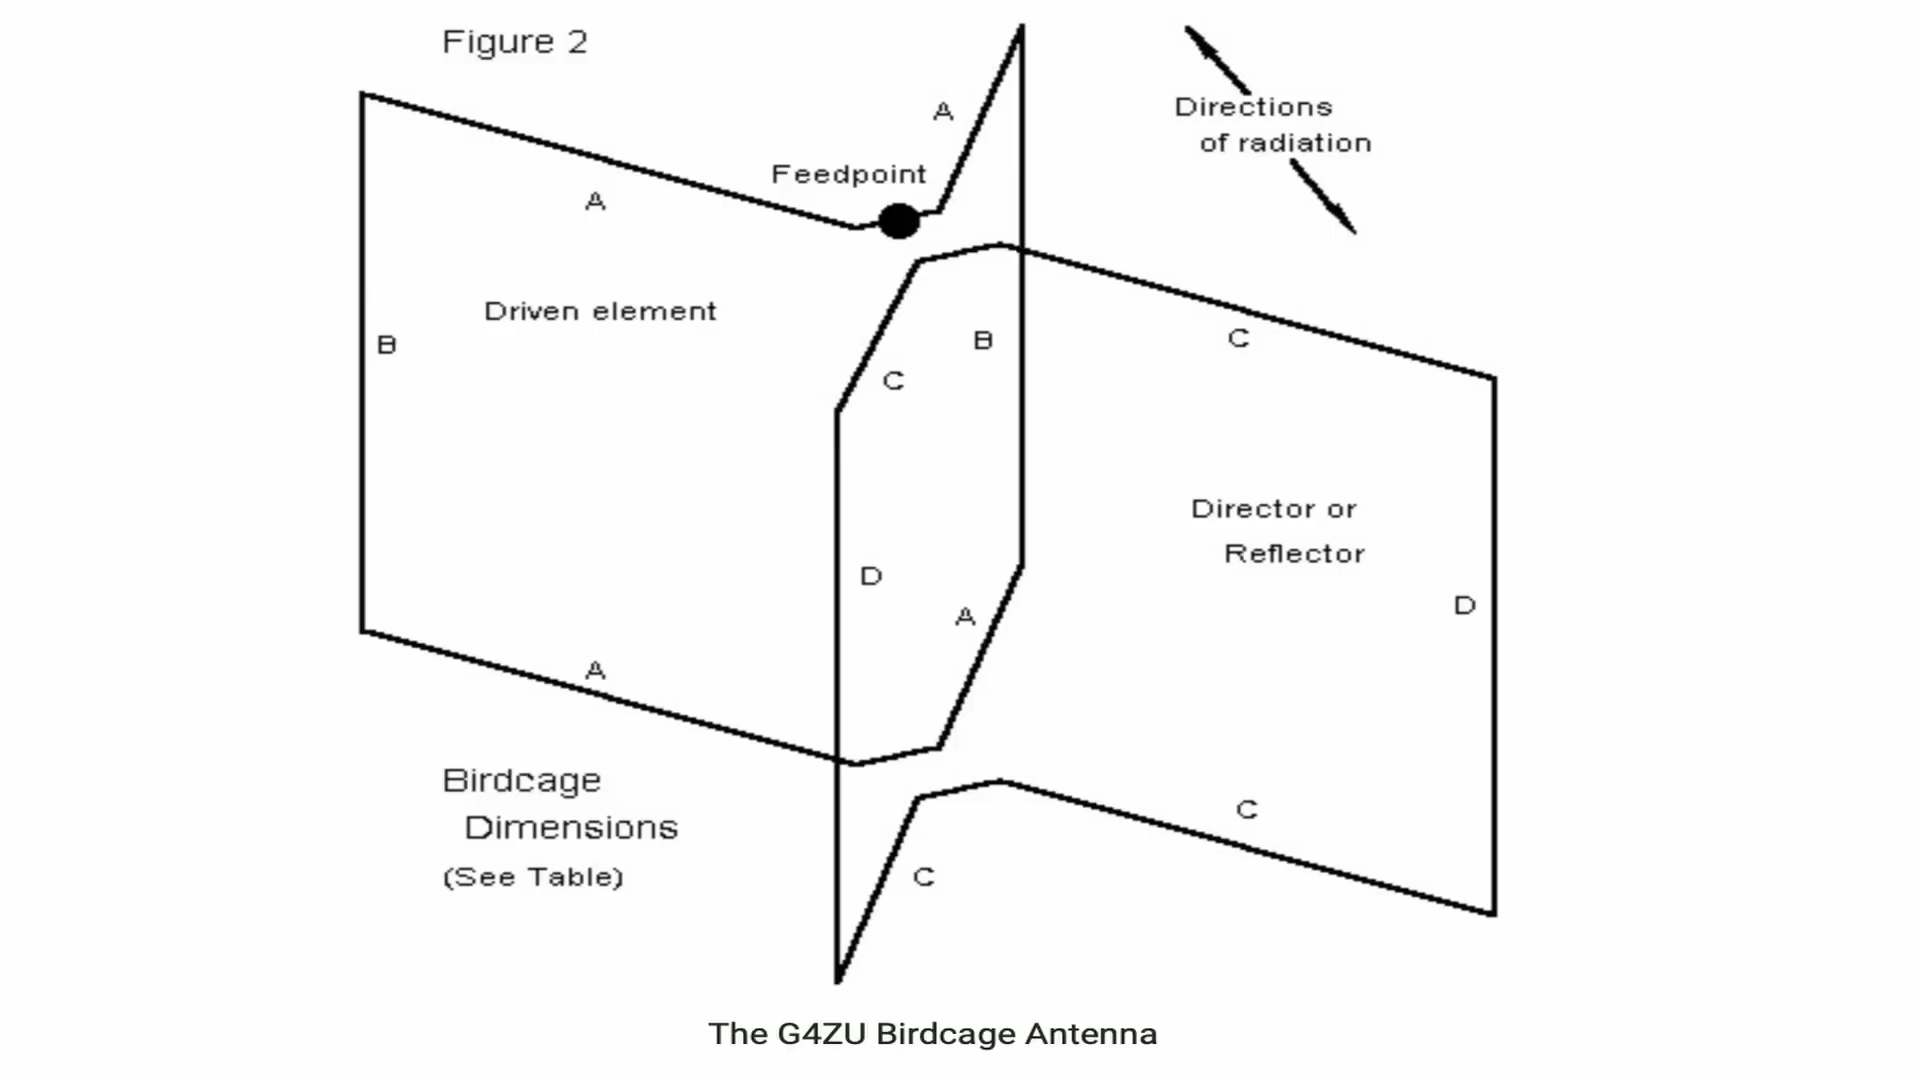 Figure 2
A
Directions
of radiation
Feedpoint
A
Driven element
B
B
C
C
Director or
Reflector
D
D
A
A
Birdcage
Dimensions
(See Table)
C
C
The G4ZU Birdcage Antenna